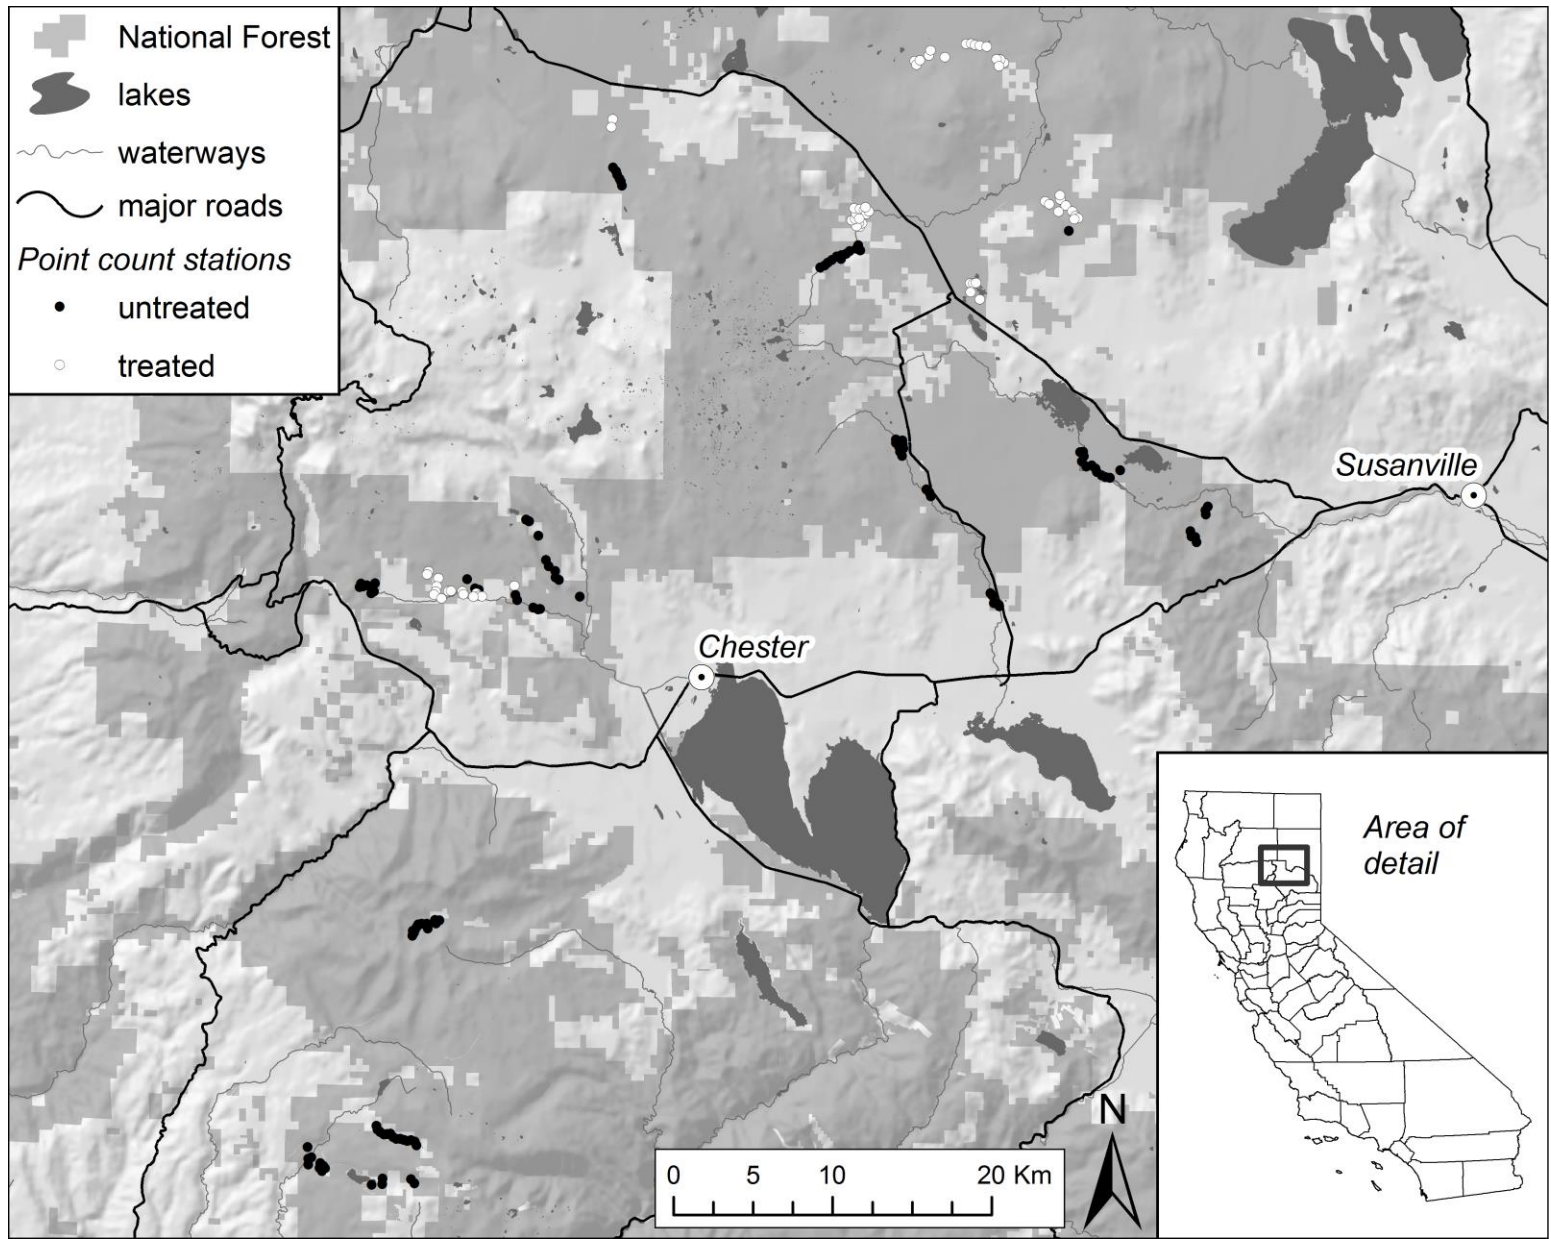 National Forest
lakes
waterways
major roads
Point count stations
untreated
treated
Susanville
Chester
Area of
detail
N
0 5 10 20 Km